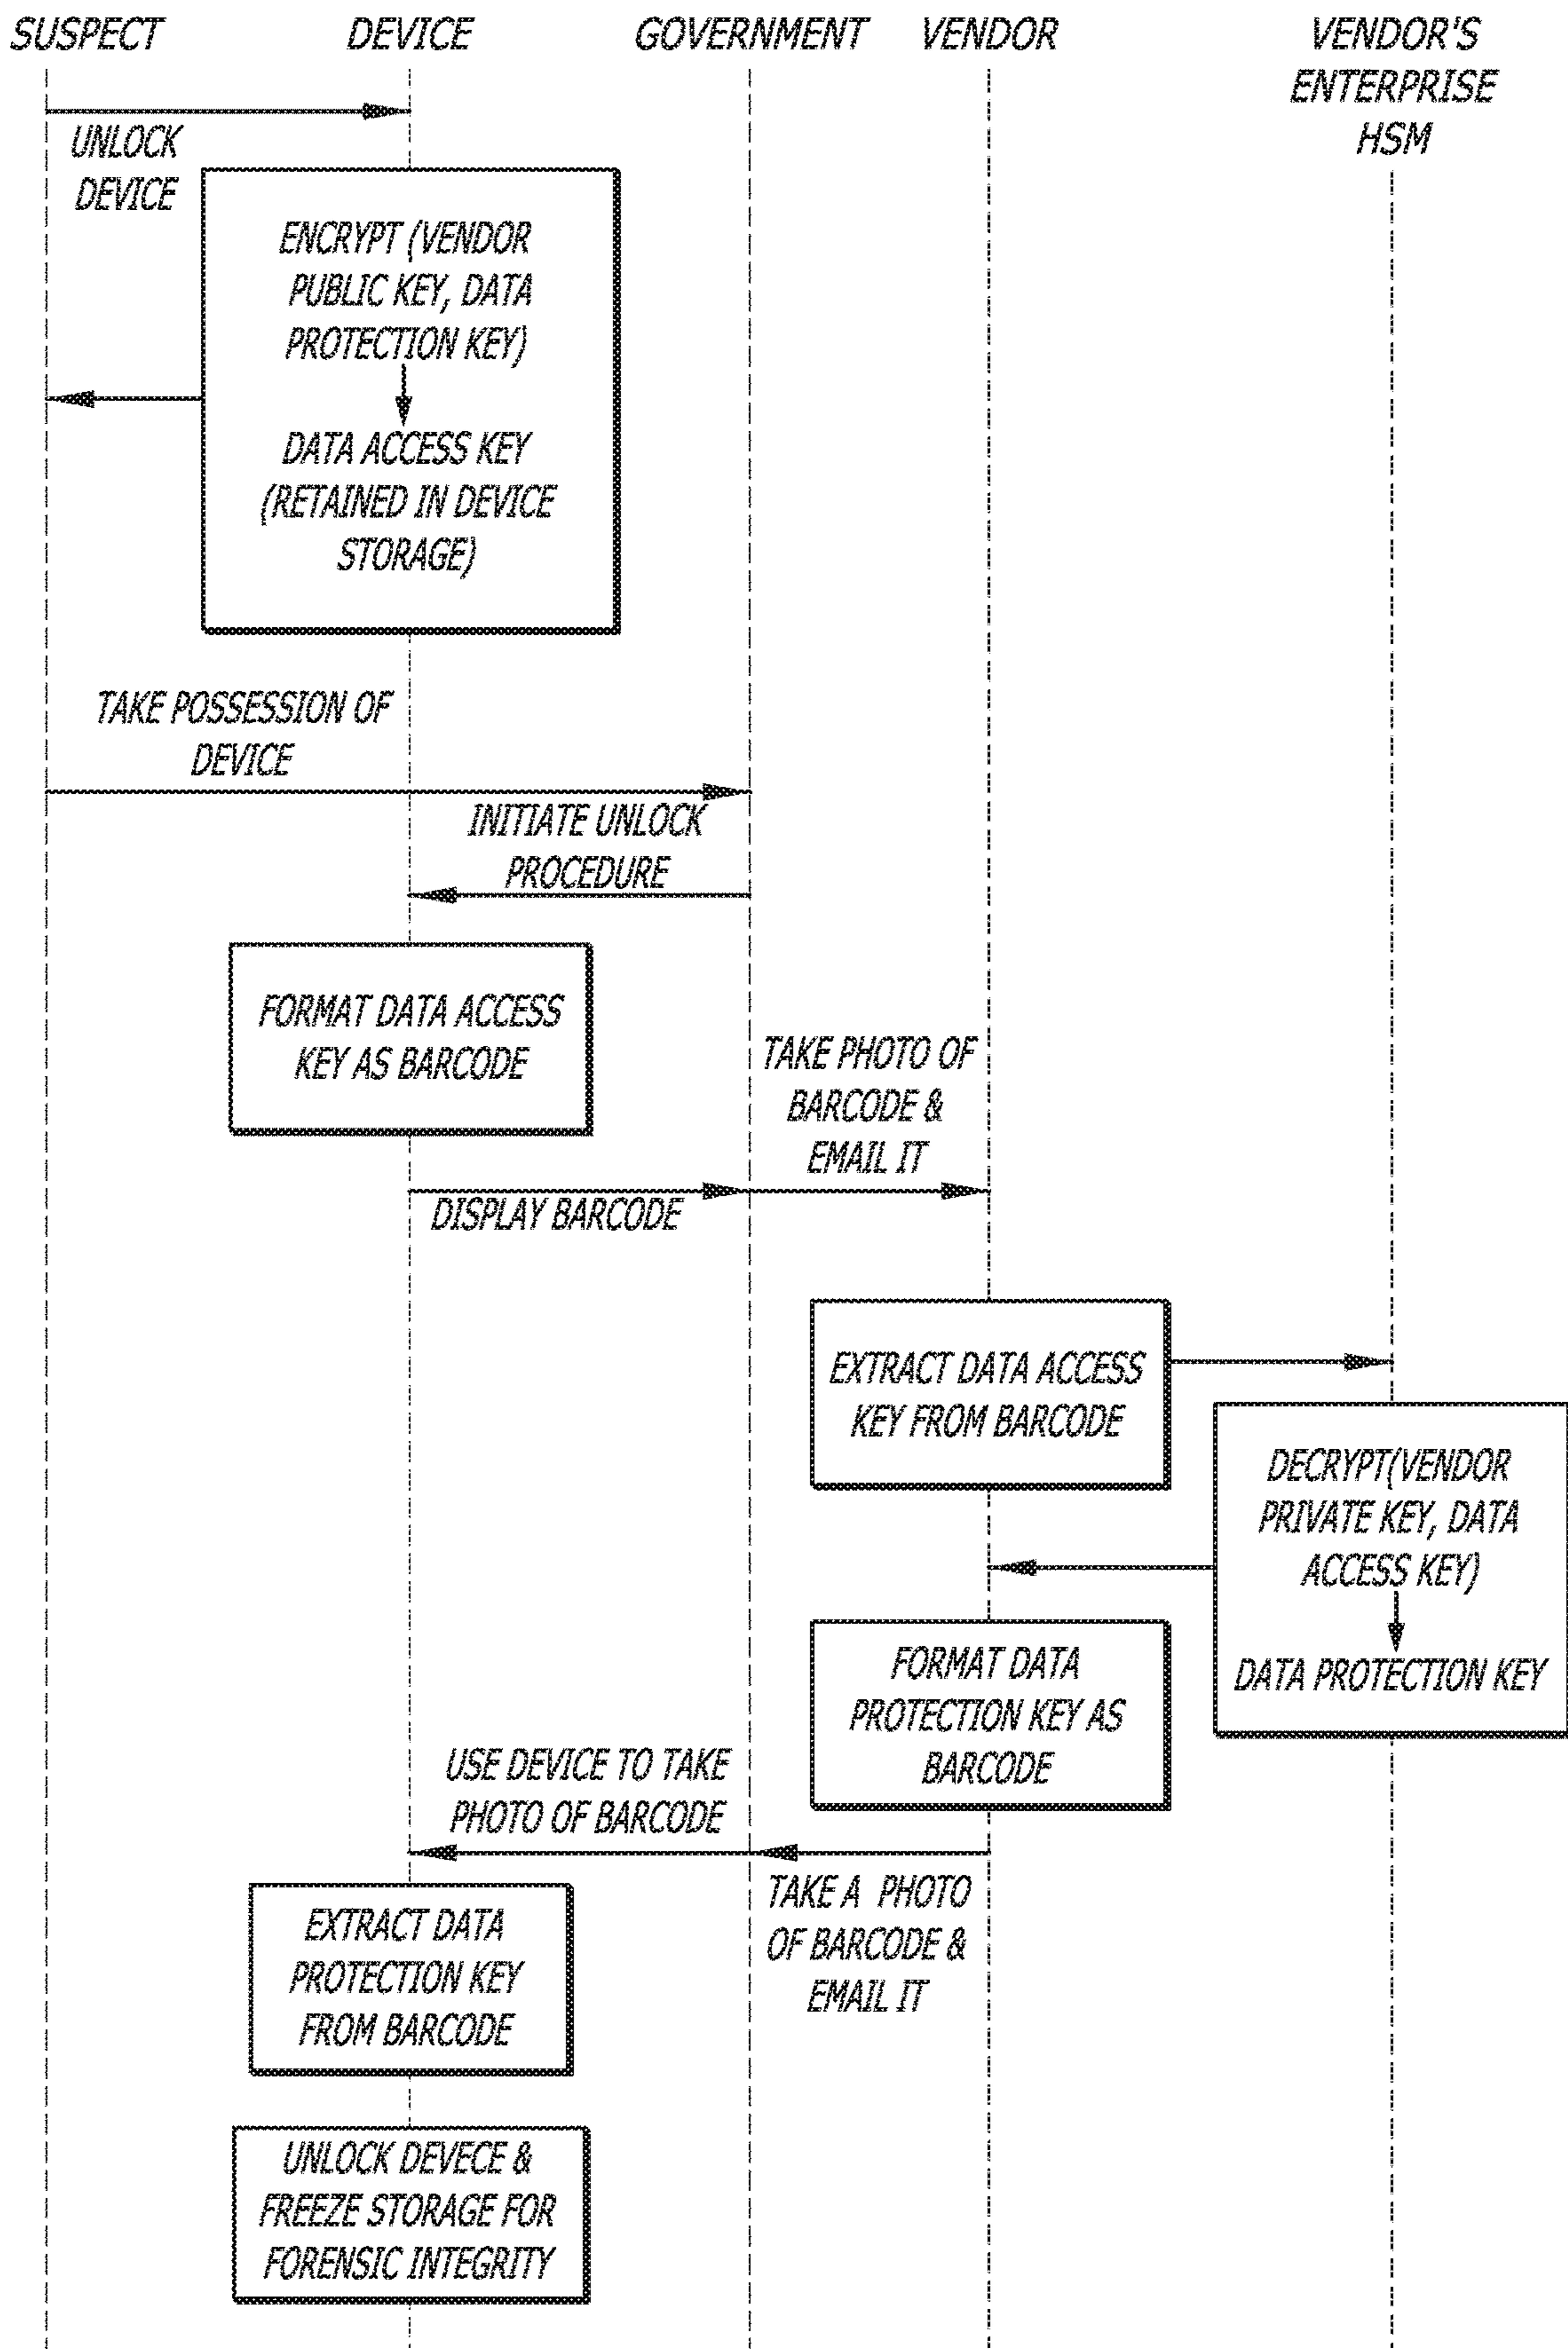 SUSPECT
DEVICE
GOVERNMENT
VENDOR
VENDOR'S
ENTERPRISE
HSM
UNLOCK
DEVICE
ENCRYPT (VENDOR
PUBLIC KEY, DATA
PROTECTION KEY)
DATA ACCESS KEY
(RETAINED IN DEVICE
STORAGE)
TAKE POSSESSION OF
DEVICE
INITIATE UNLOCK
PROCEDURE
FORMAT DATA ACCESS
KEY AS BARCODE
TAKE PHOTO OF
BARCODE &
EMAIL IT
DISPLAY BARCODE
EXTRACT DATA ACCESS
KEY FROM BARCODE
DECRYPT(VENDOR
PRIVATE KEY, DATA
ACCESS KEY)
DATA PROTECTION KEY
FORMAT DATA
PROTECTION KEY AS
BARCODE
USE DEVICE TO TAKE
PHOTO OF BARCODE
TAKE A PHOTO
OF BARCODE &
EMAIL IT
EXTRACT DATA
PROTECTION KEY
FROM BARCODE
UNLOCK DEVECE &
FREEZE STORAGE FOR
FORENSIC INTEGRITY